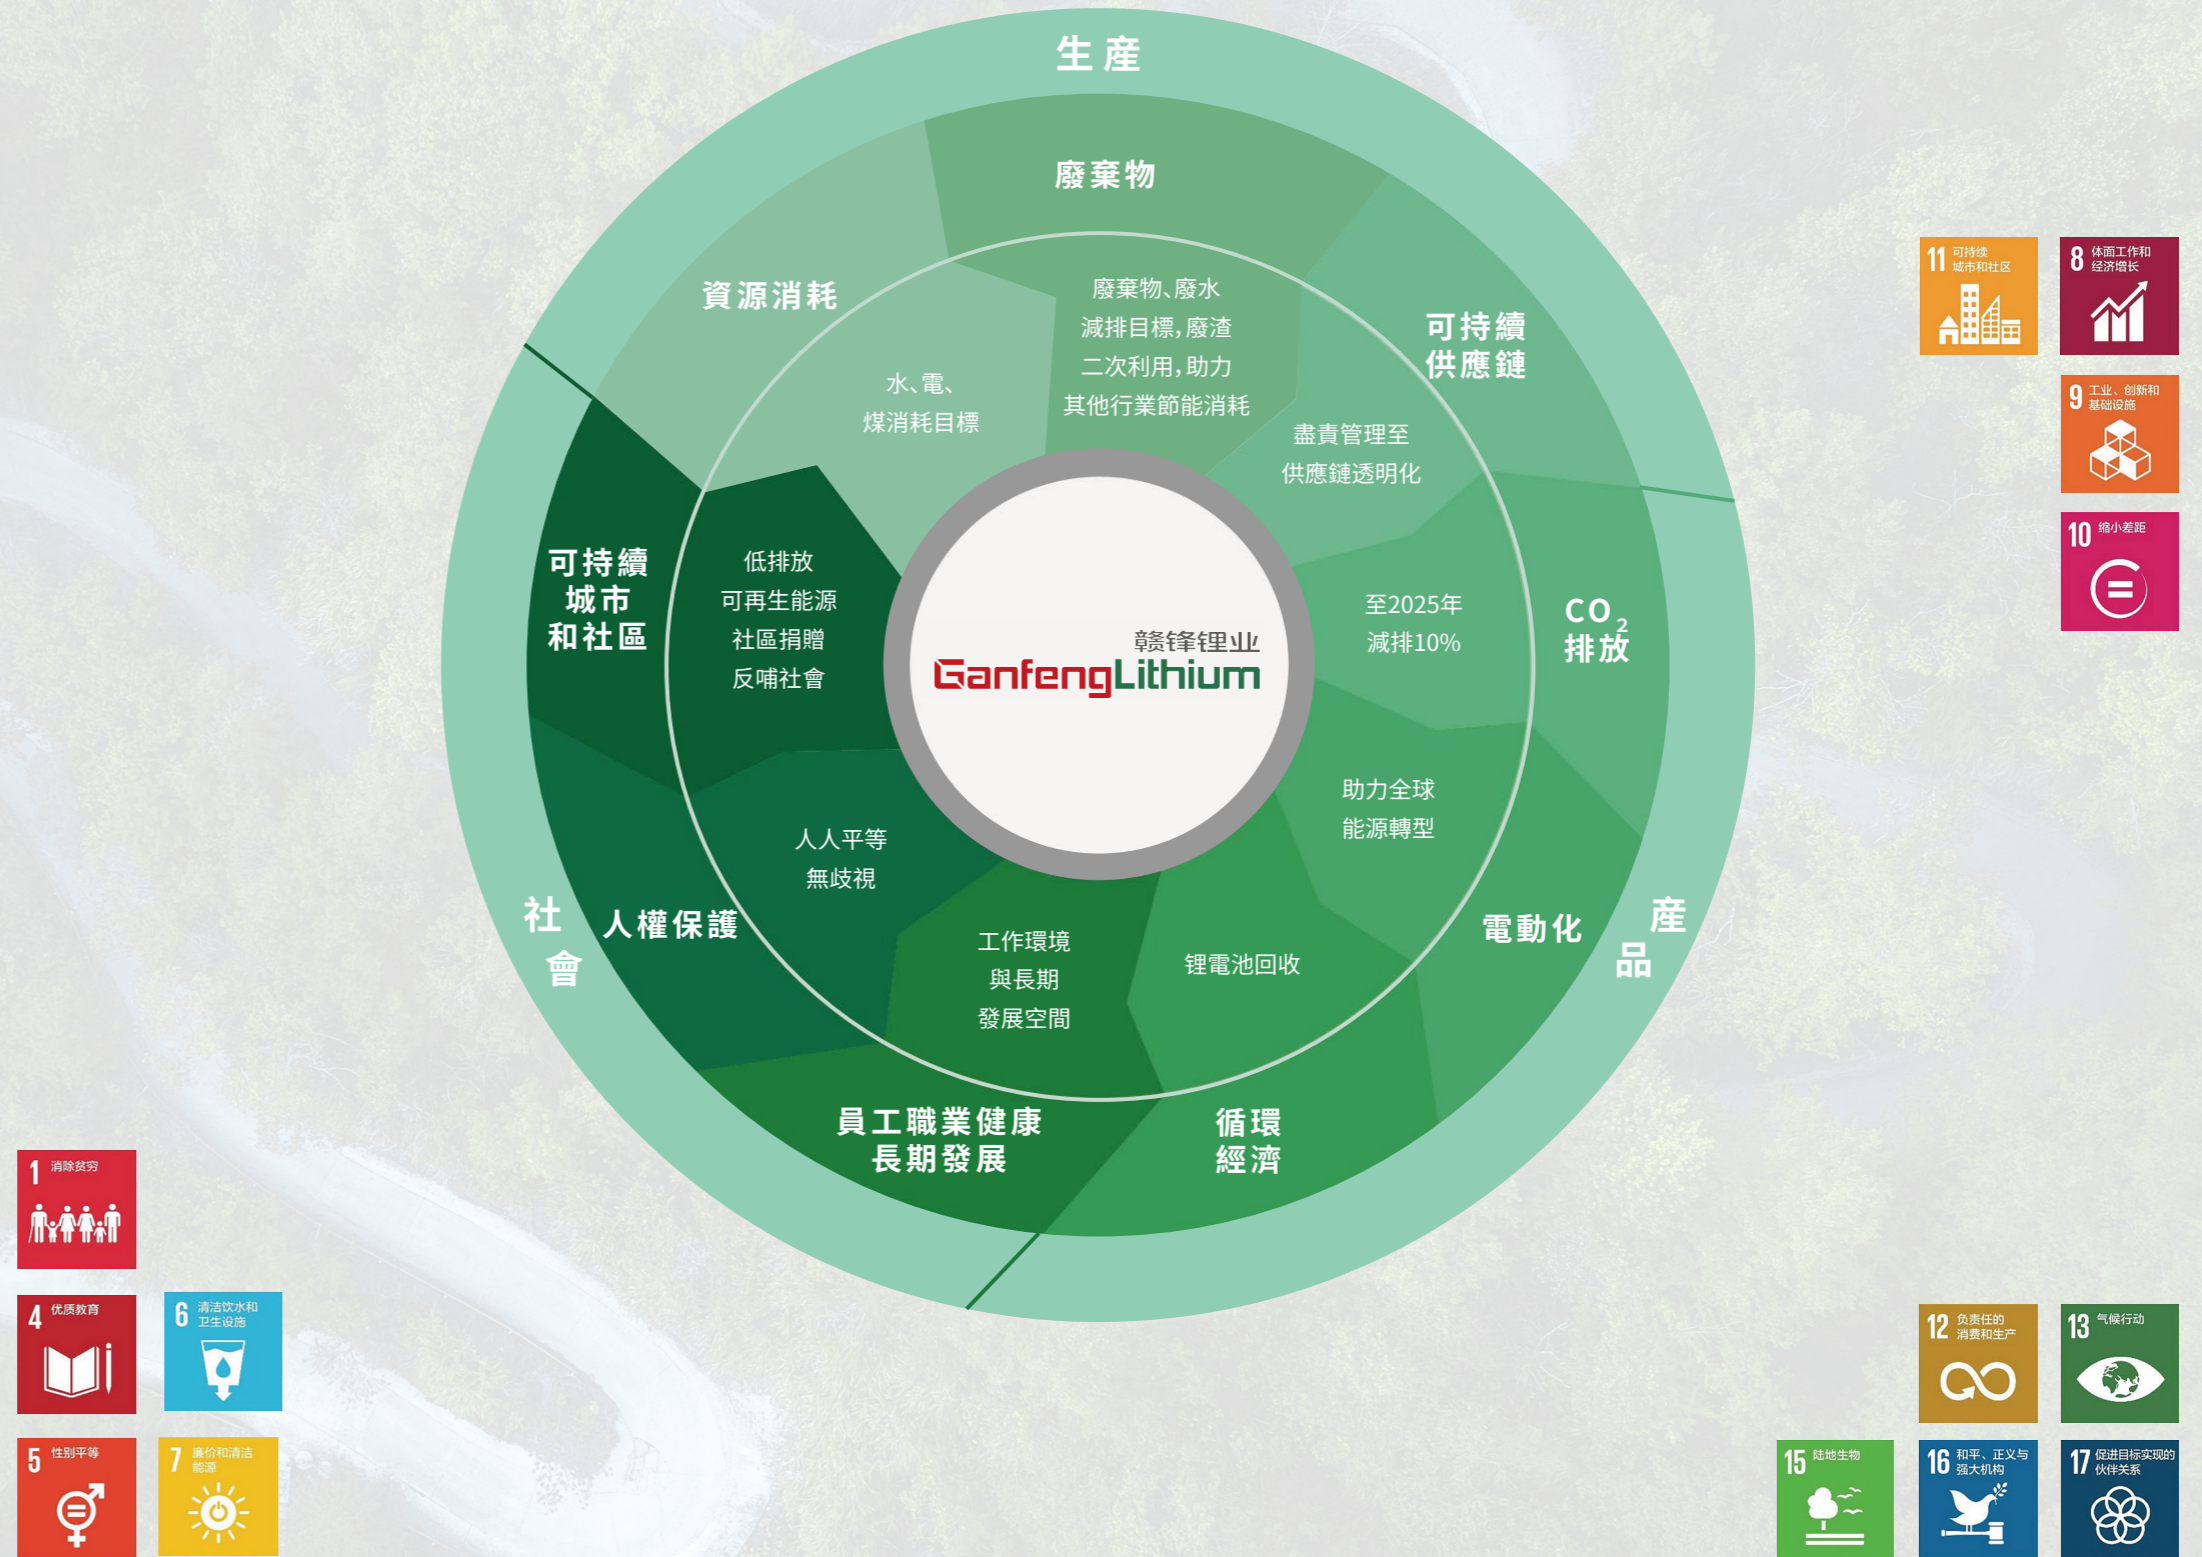 生産
廢棄物
廢棄物、廢水
減排目標，廢渣
二次利用，助力
其他行業節能消耗
資源消耗
水、電、
煤消耗目標
可持續
供應鏈
盡責管理至
供應鏈透明化
可持續
城市
和社區
低排放
可再生能源
社區捐贈
反哺社會
贛锋锂业
GanfengLithium
至2025年
減排10%
CO₂
排放
助力全球
能源轉型
電動化
産
品
人人平等
無歧視
人權保護
社
會
工作環境
與長期
發展空間
員工職業健康
長期發展
锂電池回收
循環
經濟
11 可持续
城市和社区
8 体面工作和
经济增长
9 工业、创新和
基础设施
10 缩小差距
1 消除贫穷
4 优质教育
6 清洁饮水和
卫生设施
5 性别平等
7 廉价和清洁
能源
12 负责任的
消费和生产
13 气候行动
15 陆地生物
16 和平、正义与
强大机构
17 促进目标实现的
伙伴关系